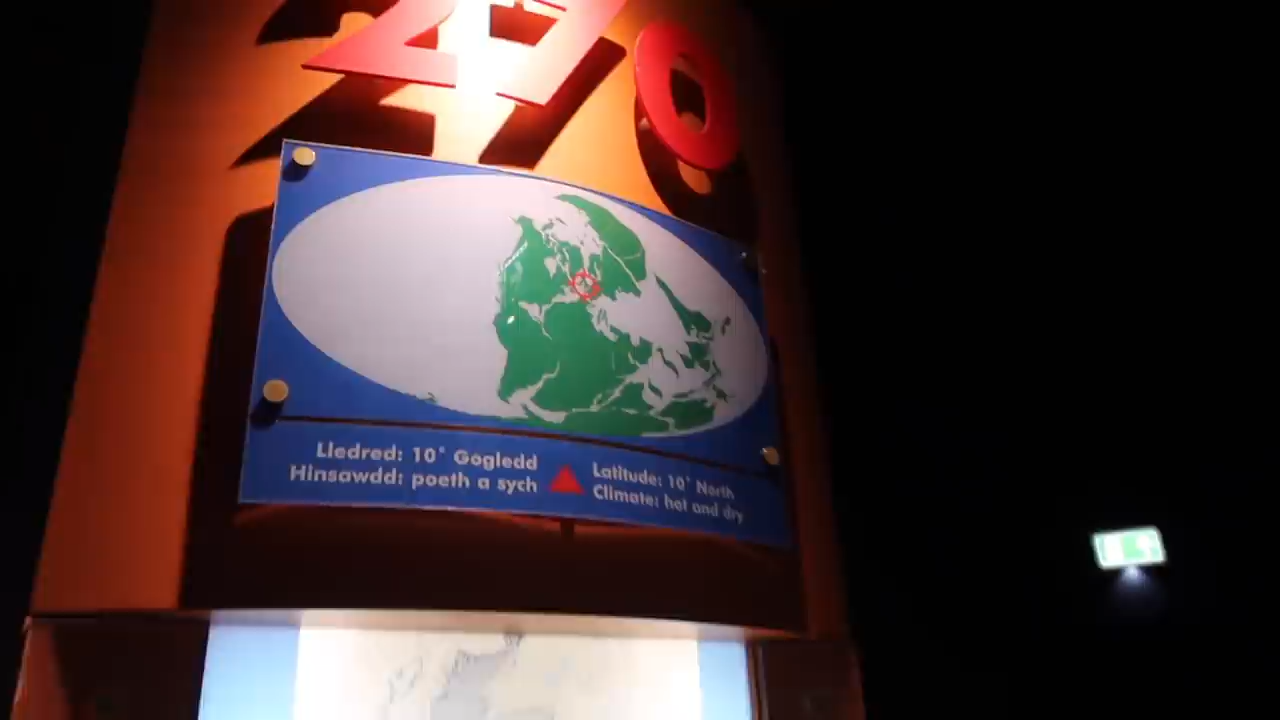 270
Lledred: 10° Gogledd
Hinsawdd: poeth a sych
Latitude: 10° North
Climate: hot and dry